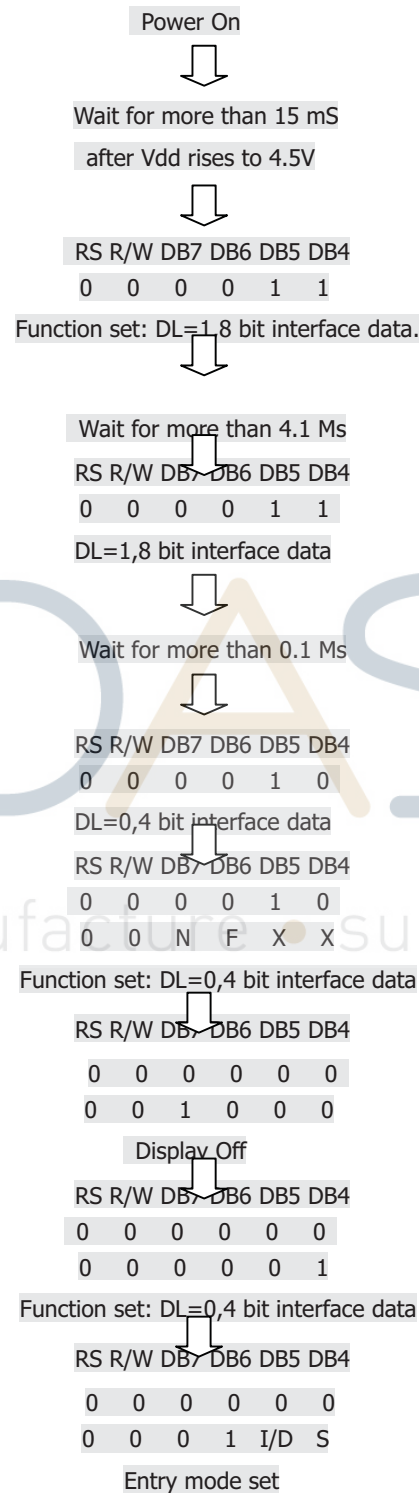 Power On
Wait for more than 15 mS
after Vdd rises to 4.5V
RS R/W DB7 DB6 DB5 DB4
0 0 0 0 1 1
Function set: DL=1,8 bit interface data.
Wait for more than 4.1 Ms
RS R/W DB7 DB6 DB5 DB4
0 0 0 0 1 1
DL=1,8 bit interface data
Wait for more than 0.1 Ms
RS R/W DB7 DB6 DB5 DB4
0 0 0 0 1 0
DL=0,4 bit interface data
RS R/W DB7 DB6 DB5 DB4
0 0 0 0 1 0
0 0 N F X X
Function set: DL=0,4 bit interface data
RS R/W DB7 DB6 DB5 DB4
0 0 0 0 0 0
0 0 1 0 0 0
Display Off
RS R/W DB7 DB6 DB5 DB4
0 0 0 0 0 0
0 0 0 0 0 1
Function set: DL=0,4 bit interface data
RS R/W DB7 DB6 DB5 DB4
0 0 0 0 0 0
0 0 0 1 I/D S
Entry mode set